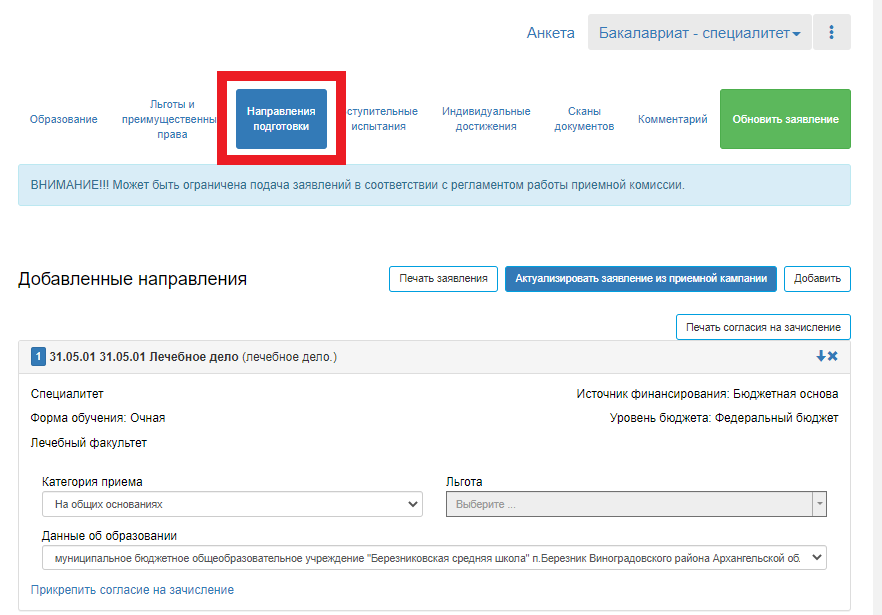 Анкета
Бакалавриат - специалитет
Образование
Льготы и
преимущественны
права
Направления
подготовки
ступительные
испытания
Индивидуальные
достижения
Сканы
документов
Комментарий
Обновить заявление
ВНИМАНИЕ!!! Может быть ограничена подача заявлений в соответствии с регламентом работы приемной комиссии.
Добавленные направления
Печать заявления
Актуализировать заявление из приемной кампании
Добавить
Печать согласия на зачисление
1 31.05.01 31.05.01 Лечебное дело (лечебное дело.)
Специалитет
Источник финансирования: Бюджетная основа
Форма обучения: Очная
Уровень бюджета: Федеральный бюджет
Лечебный факультет
Категория приема
Льгота
На общих основаниях
Выберите ...
Данные об образовании
муниципальное бюджетное общеобразовательное учреждение "Березниковская средняя школа" п.Березник Виноградовского района Архангельской об.
Прикрепить согласие на зачисление